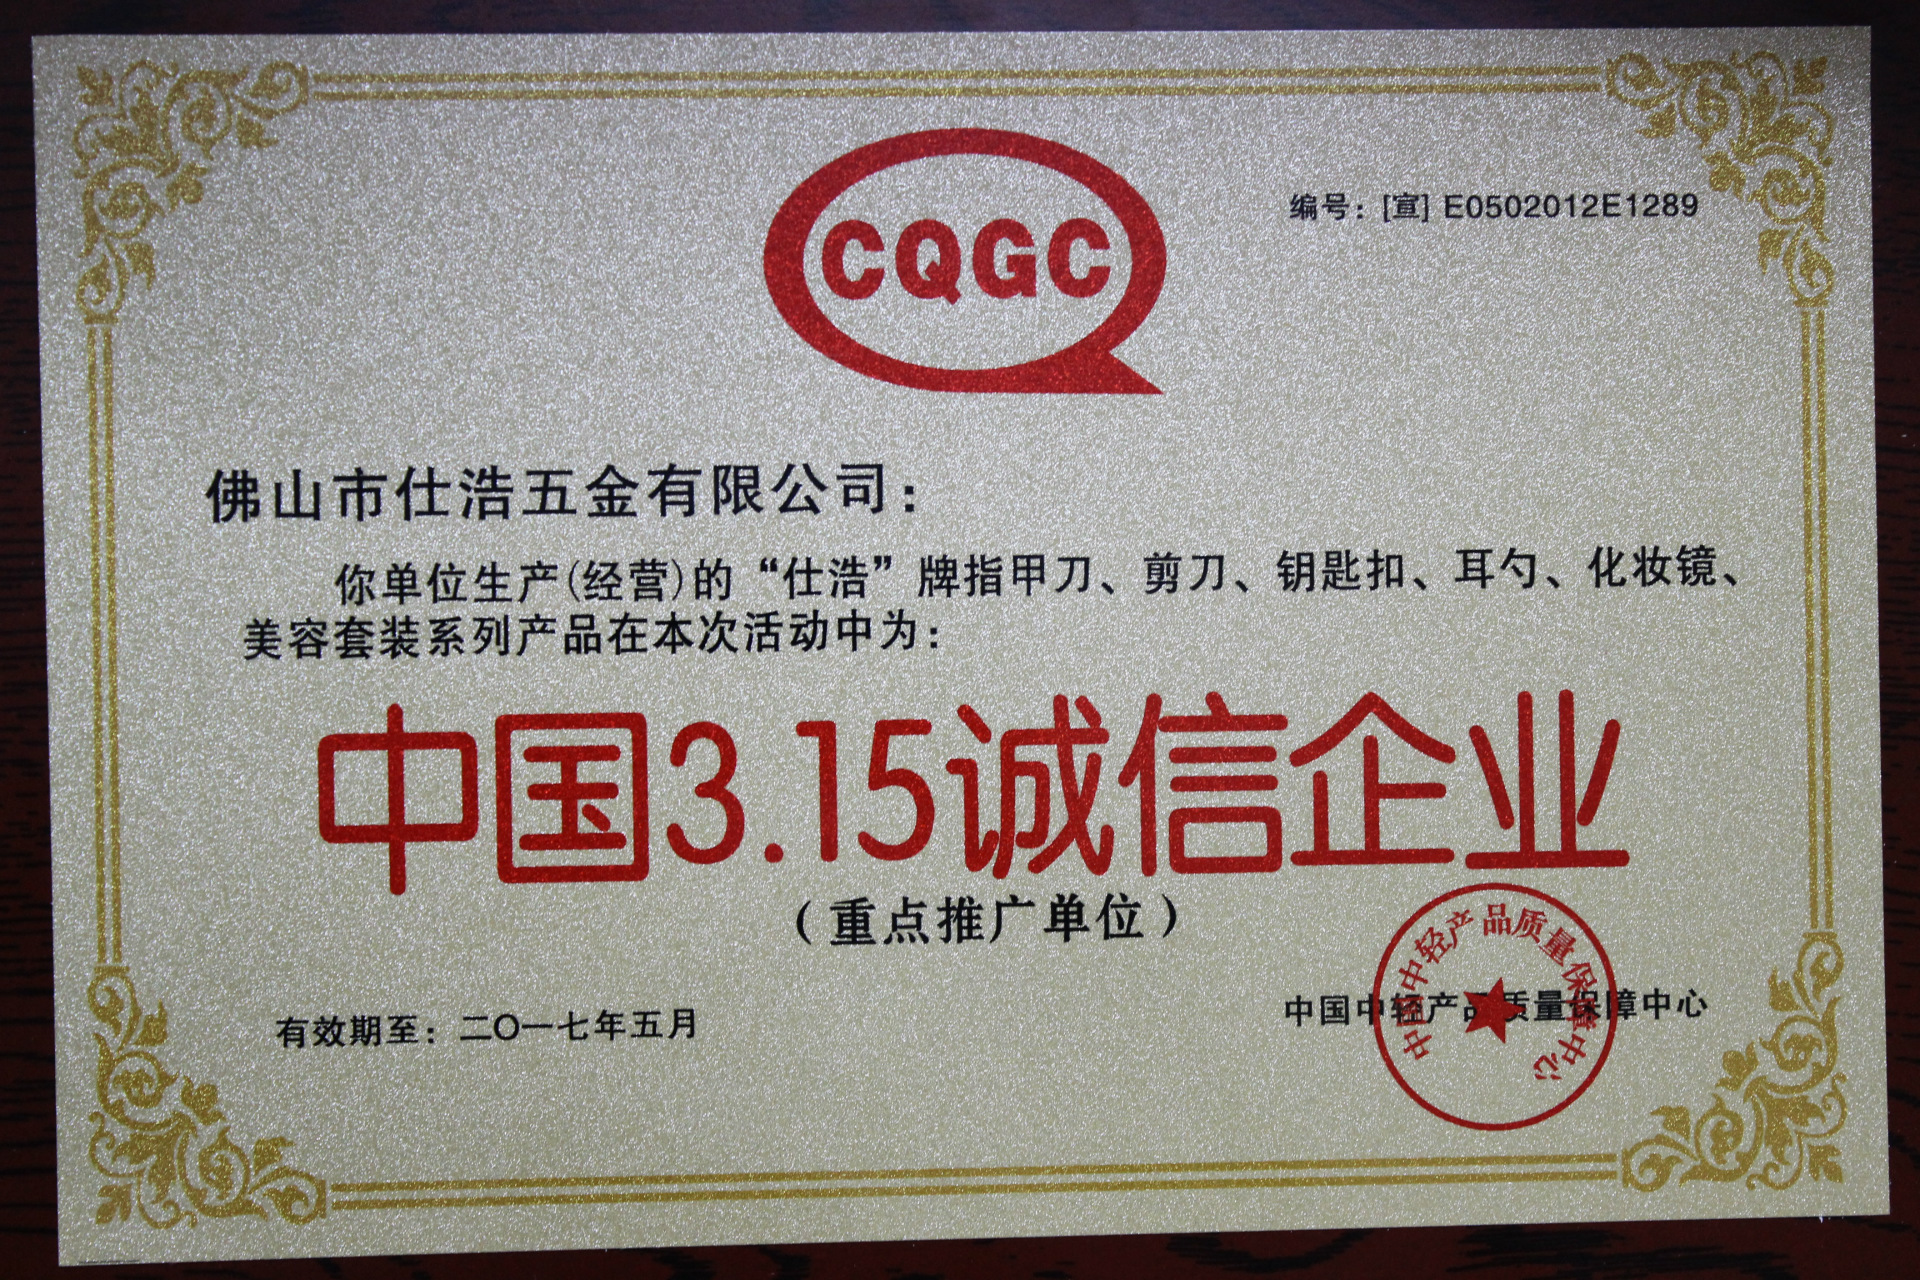 CQGC
编号：[宣] E0502012E1289
佛山市仕浩五金有限公司：
你单位生产(经营)的“仕浩”牌指甲刀、剪刀、钥匙扣、耳勺、化妆镜、
美容套装系列产品在本次活动中为：
中国3.15诚信企业
（重点推广单位）
中国中轻产品质量保障中心
有效期至：二〇一七年五月
中国中轻产品质量保障中心